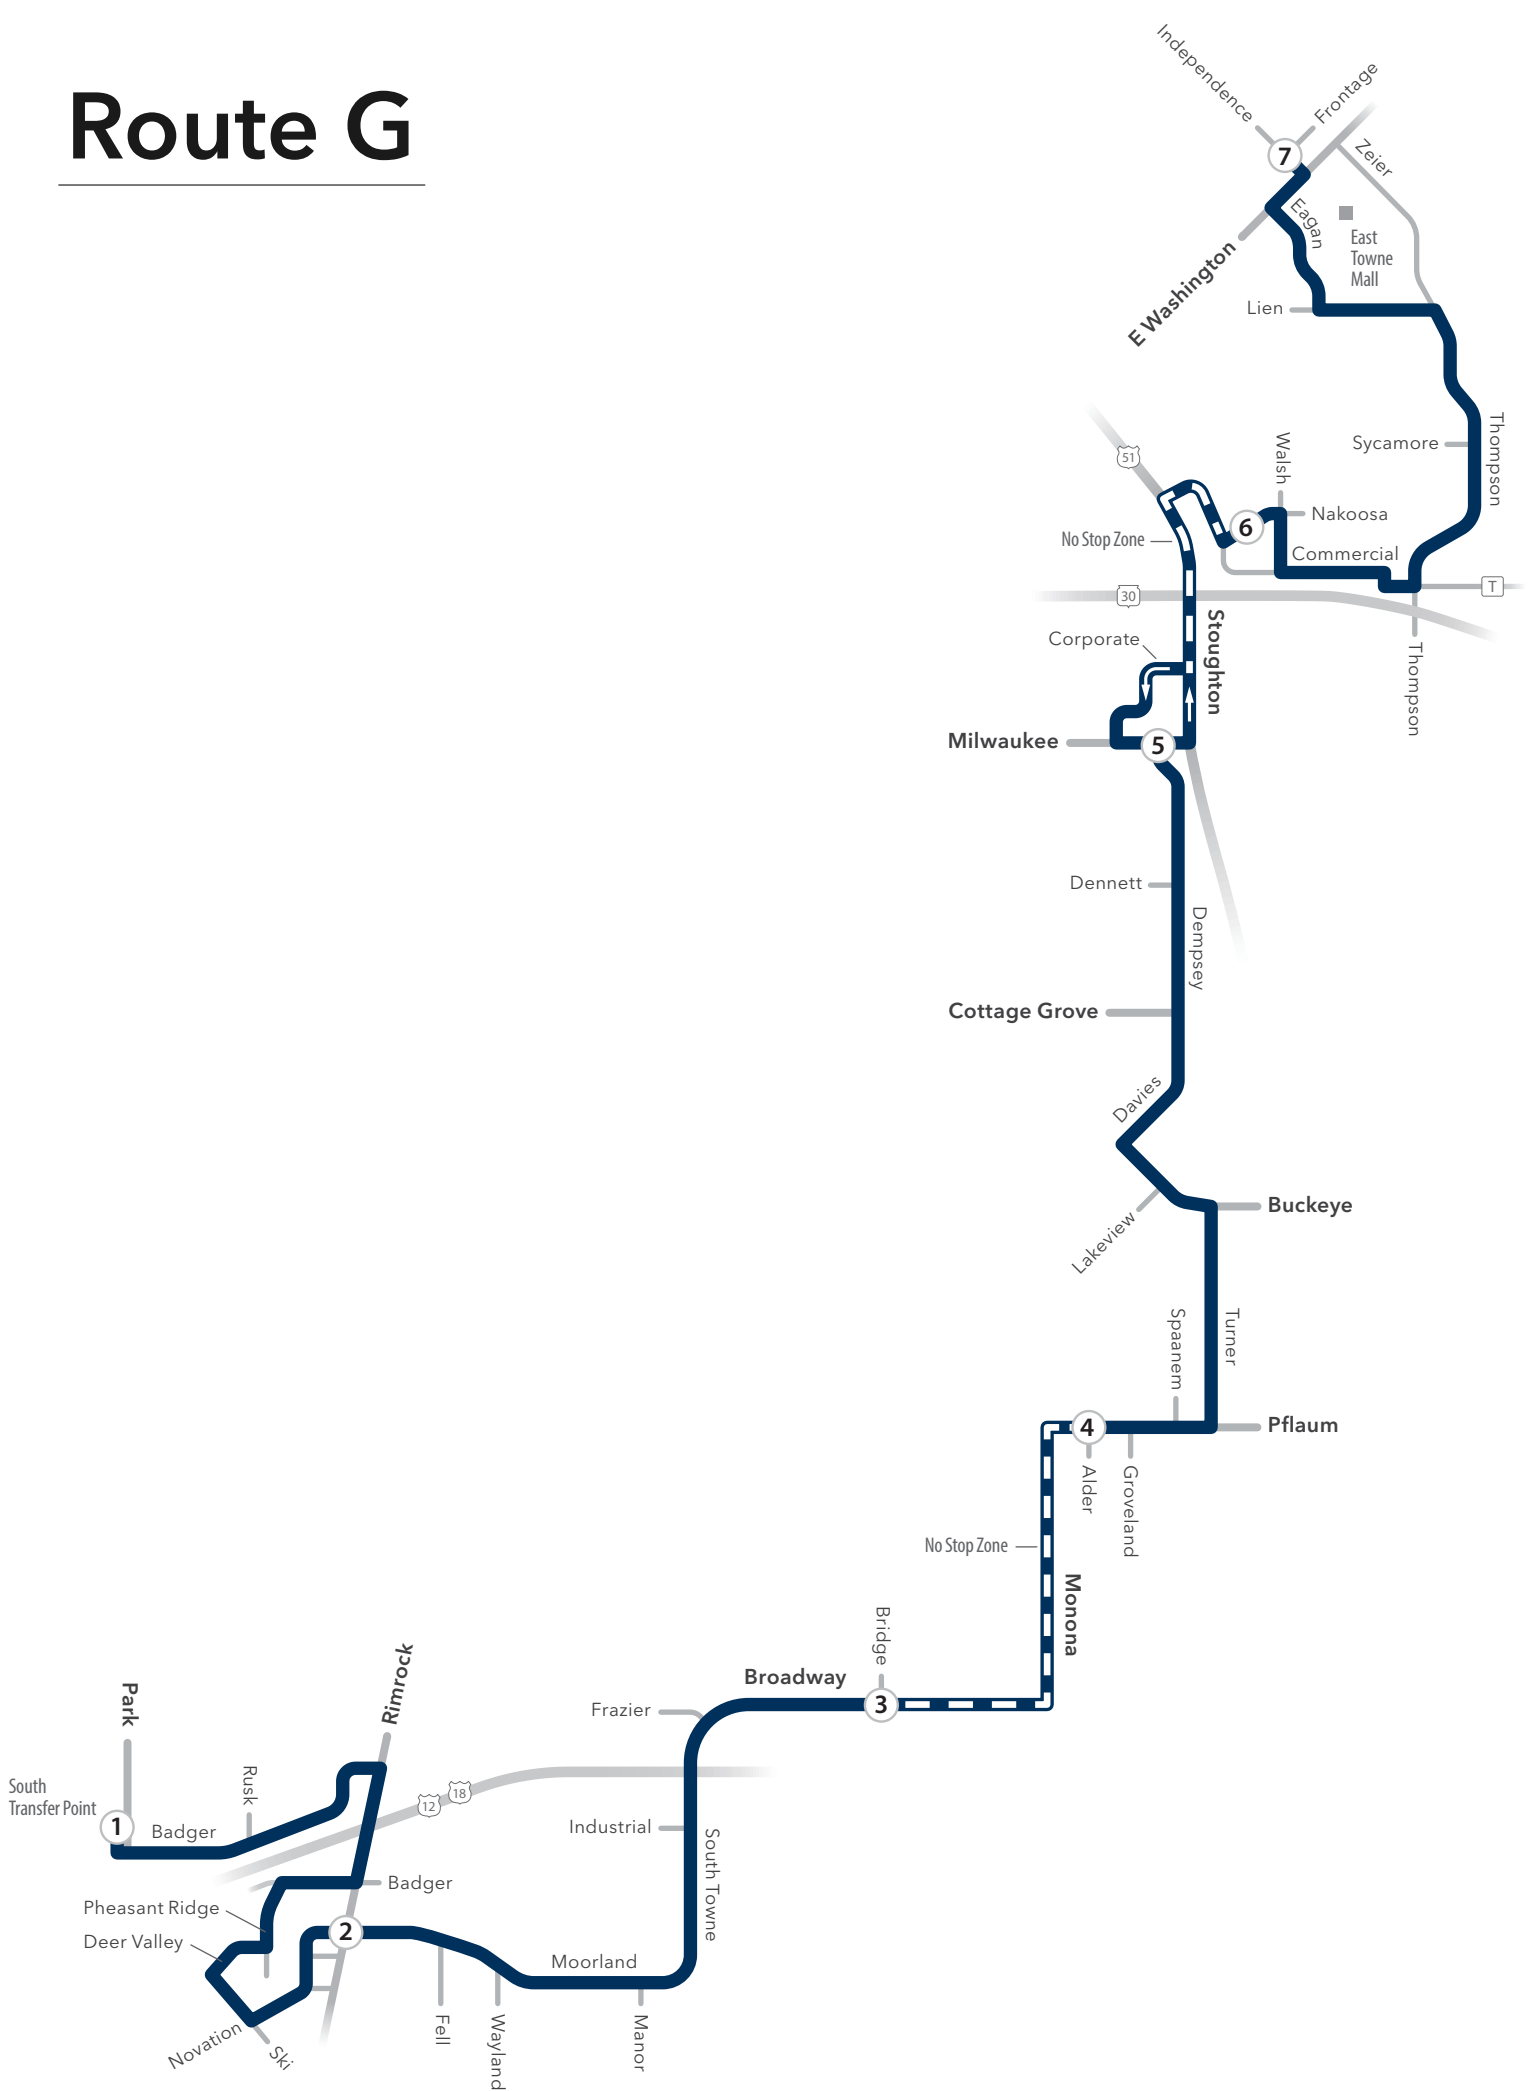 Route G
Independence
Frontage
7
Zeier
Eagan
East
Towne
Mall
E Washington
Lien
Thompson
Sycamore
51
Walsh
6
Nakoosa
No Stop Zone
Commercial
T
30
Stoughton
Corporate
Thompson
Milwaukee
5
Dennett
Dempsey
Cottage Grove
Davies
Lakeview
Buckeye
Spaanem
Turner
4
Pflaum
Alder
Groveland
No Stop Zone
Monona
Bridge
Broadway
3
Frazier
Rimrock
Park
South
Transfer Point
1
Rusk
Badger
12
18
Industrial
South Towne
Badger
Pheasant Ridge
Deer Valley
2
Moorland
Novation
Ski
Fell
Wayland
Manor